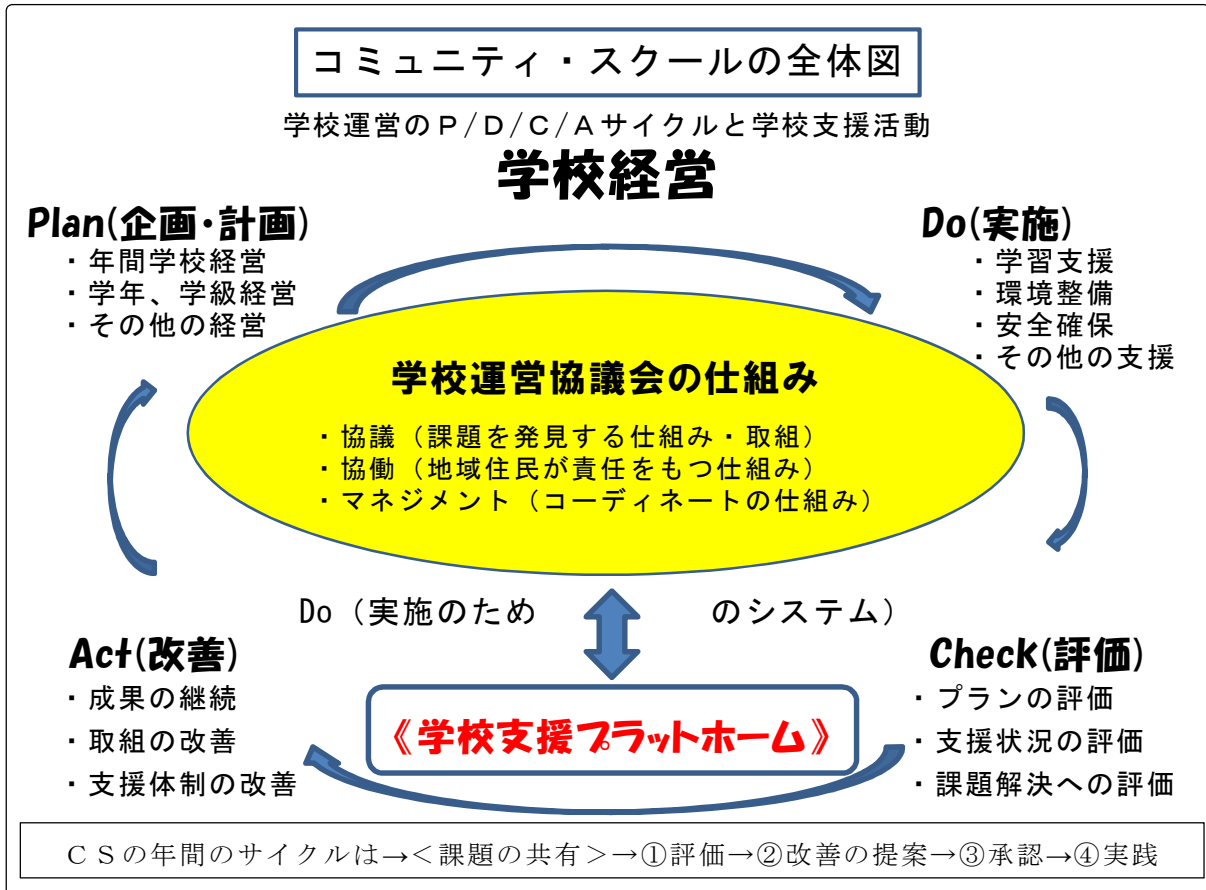 コミュニティ・スクールの全体図
学校運営のＰ/Ｄ/Ｃ/Ａサイクルと学校支援活動
学校経営
Plan(企画・計画)
・年間学校経営
・学年、学級経営
・その他の経営
Do(実施)
・学習支援
・環境整備
・安全確保
・その他の支援
学校運営協議会の仕組み
・協議（課題を発見する仕組み・取組）
・協働（地域住民が責任をもつ仕組み）
・マネジメント（コーディネートの仕組み）
Do（実施のため のシステム）
Act(改善)
・成果の継続
・取組の改善
・支援体制の改善
《学校支援プラットホーム》
Check(評価)
・プランの評価
・支援状況の評価
・課題解決への評価
ＣＳの年間のサイクルは→＜課題の共有＞→①評価→②改善の提案→③承認→④実践